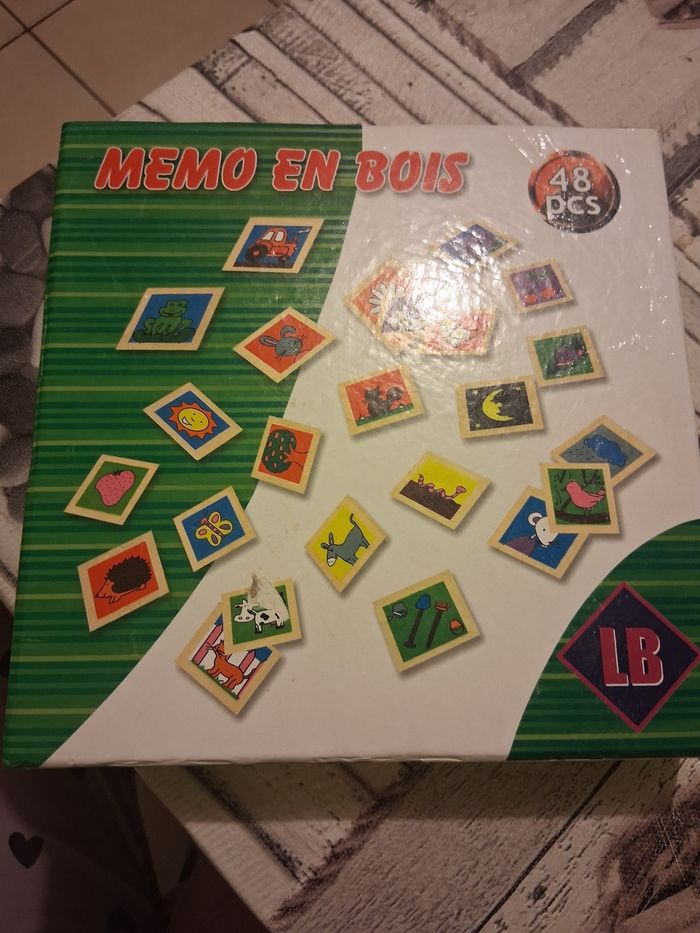 MEMO EN BOIS
48
PCS
LB